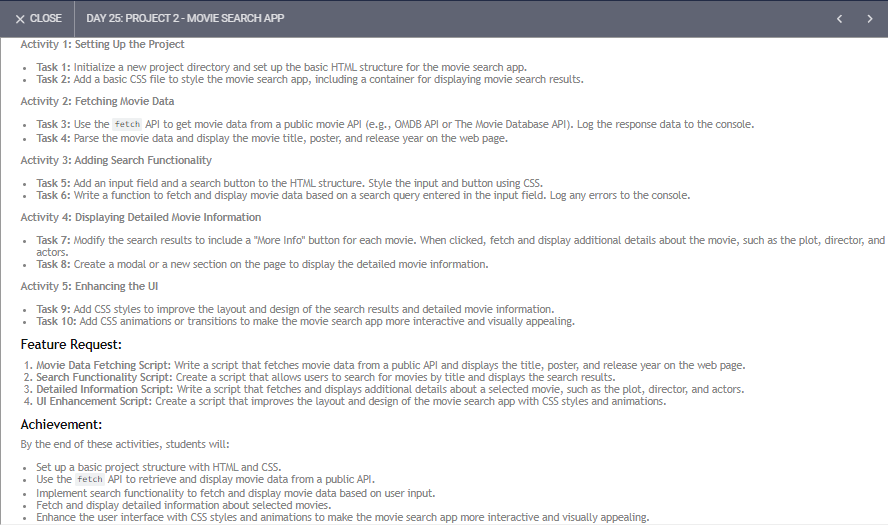 CLOSE
DAY 25: PROJECT 2 - MOVIE SEARCH APP
Activity 1: Setting Up the Project
Task 1: Initialize a new project directory and set up the basic HTML structure for the movie search app.
Task 2: Add a basic CSS file to style the movie search app, including a container for displaying movie search results.
Activity 2: Fetching Movie Data
Task 3: Use the fetch API to get movie data from a public movie API (e.g., OMDB API or The Movie Database API). Log the response data to the console.
Task 4: Parse the movie data and display the movie title, poster, and release year on the web page.
Activity 3: Adding Search Functionality
Task 5: Add an input field and a search button to the HTML structure. Style the input and button using CSS.
Task 6: Write a function to fetch and display movie data based on a search query entered in the input field. Log any errors to the console.
Activity 4: Displaying Detailed Movie Information
Task 7: Modify the search results to include a "More Info" button for each movie. When clicked, fetch and display additional details about the movie, such as the plot, director, and
actors.
Task 8: Create a modal or a new section on the page to display the detailed movie information.
Activity 5: Enhancing the UI
Task 9: Add CSS styles to improve the layout and design of the search results and detailed movie information.
Task 10: Add CSS animations or transitions to make the movie search app more interactive and visually appealing.
Feature Request:
1. Movie Data Fetching Script: Write a script that fetches movie data from a public API and displays the title, poster, and release year on the web page.
2. Search Functionality Script: Create a script that allows users to search for movies by title and displays the search results.
3. Detailed Information Script: Write a script that fetches and displays additional details about a selected movie, such as the plot, director, and actors.
4. UI Enhancement Script: Create a script that improves the layout and design of the movie search app with CSS styles and animations.
Achievement:
By the end of these activities, students will:
Set up a basic project structure with HTML and CSS.
Use the fetch API to retrieve and display movie data from a public API.
Implement search functionality to fetch and display movie data based on user input.
Fetch and display detailed information about selected movies.
Enhance the user interface with CSS styles and animations to make the movie search app more interactive and visually appealing.